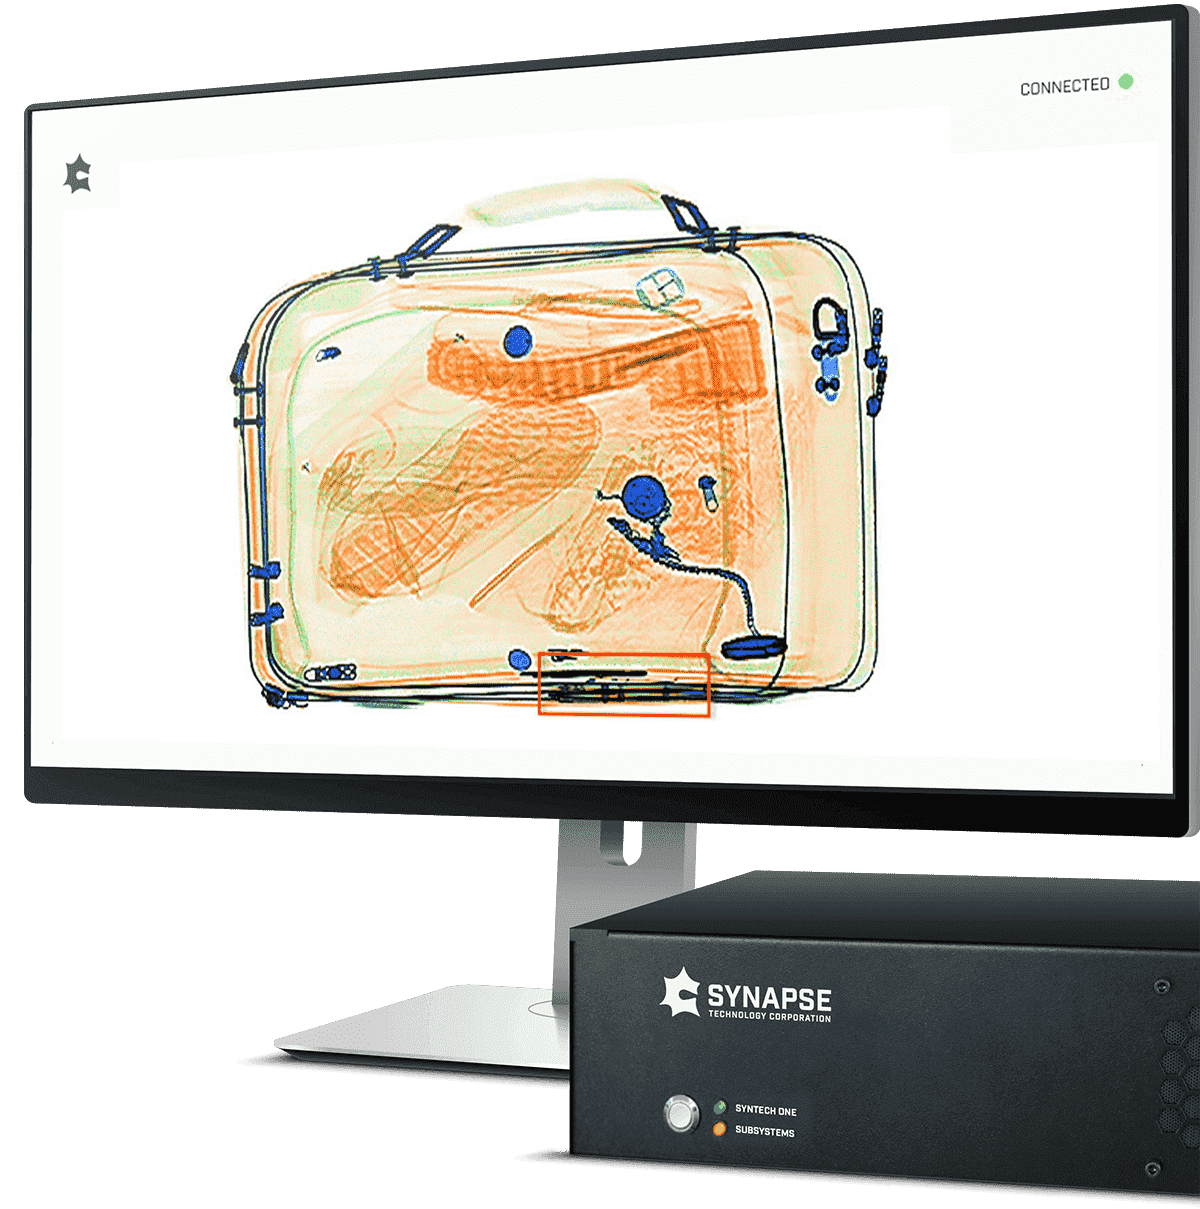 CONNECTED
SYNAPSE
TECHNOLOGY CORPORATION
SYNTECH ONE
SUBSYSTEMS